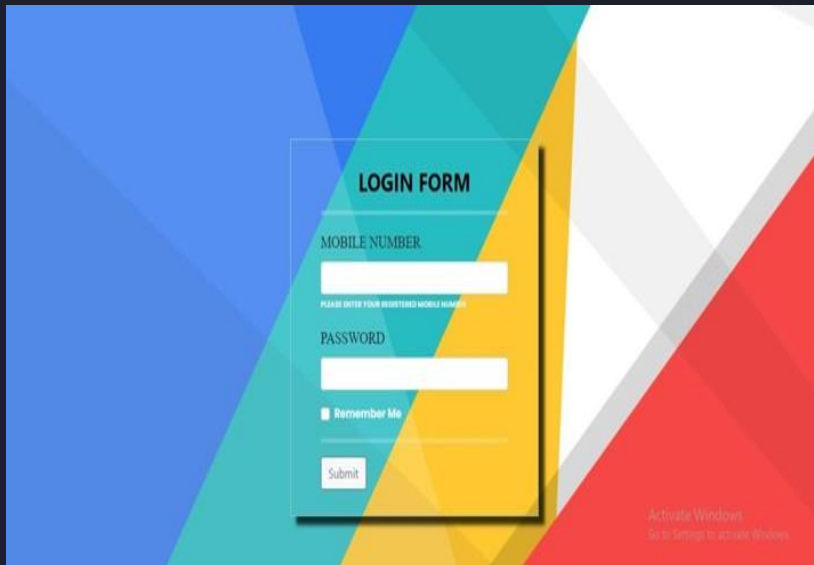 LOGIN FORM
MOBILE NUMBER
PLEASE ENTER YOUR REGISTERED MOBILE NUMBER
PASSWORD
Remember Me
Submit
Activate Windows
Go to Settings to activate Windows.